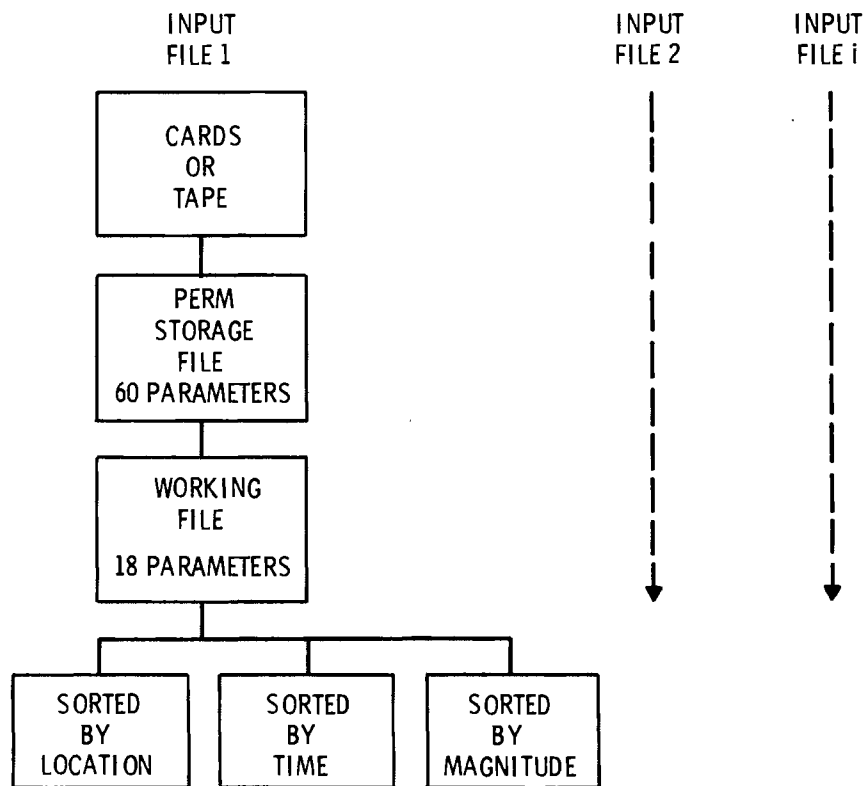 INPUT
FILE 1
INPUT
FILE 2
INPUT
FILE i
CARDS
OR
TAPE
PERM
STORAGE
FILE
60 PARAMETERS
WORKING
FILE
18 PARAMETERS
SORTED
BY
LOCATION
SORTED
BY
TIME
SORTED
BY
MAGNITUDE